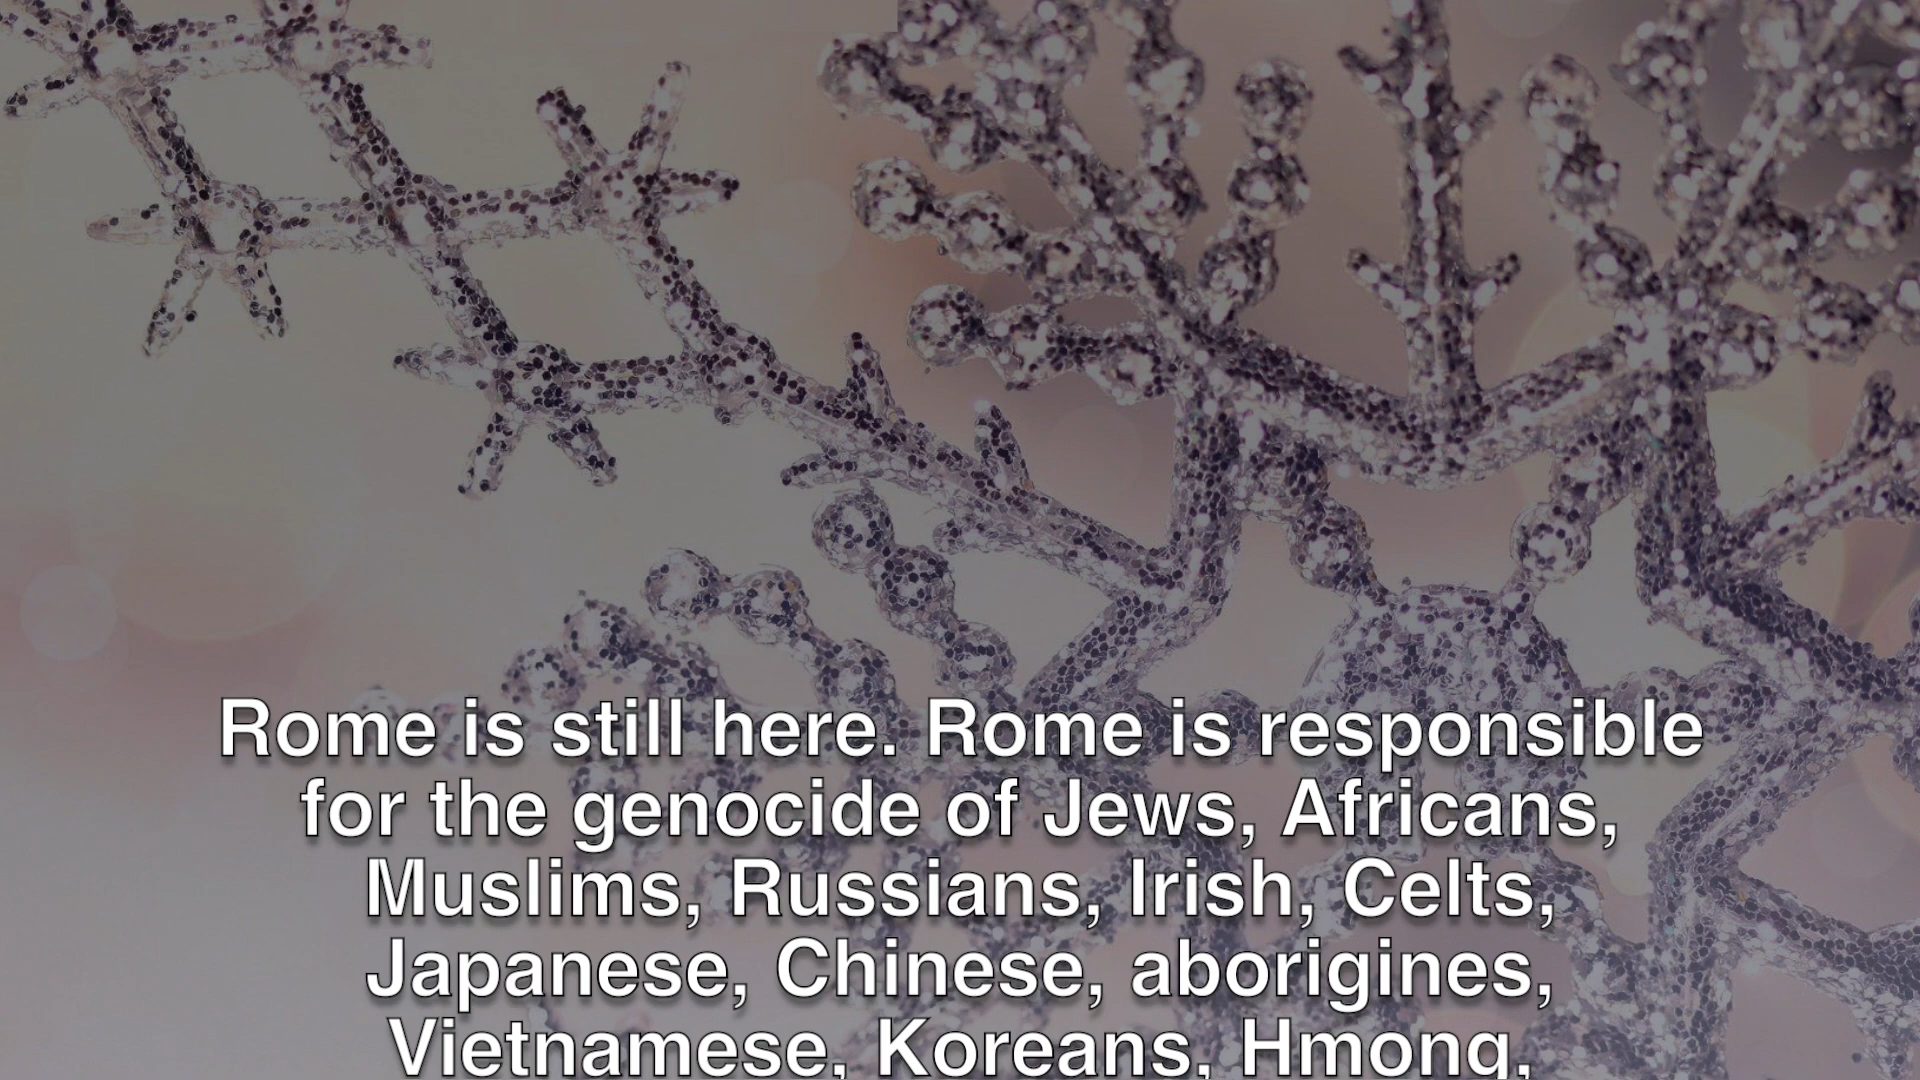 Rome is still here. Rome is responsible
for the genocide of Jews, Africans,
Muslims, Russians, Irish, Celts,
Japanese, Chinese, aborigines,
Vietnamese, Koreans, Hmong,